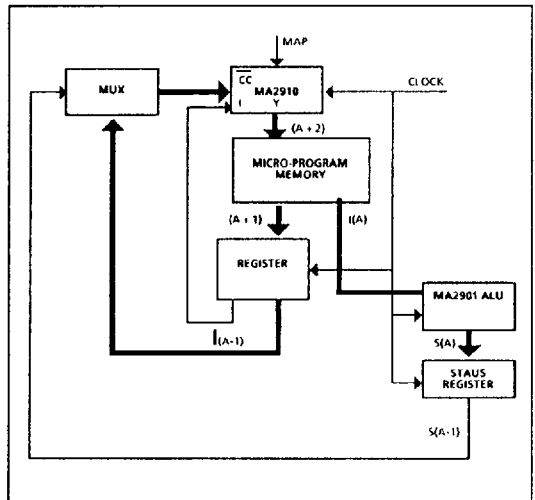 MAP
CLOCK
MUX
CC
MA2910
I Y
(A + 2)
MICRO-PROGRAM
MEMORY
(A + 1)
I(A)
REGISTER
MA2901 ALU
I(A-1)
S(A)
STAUS
REGISTER
S(A-1)